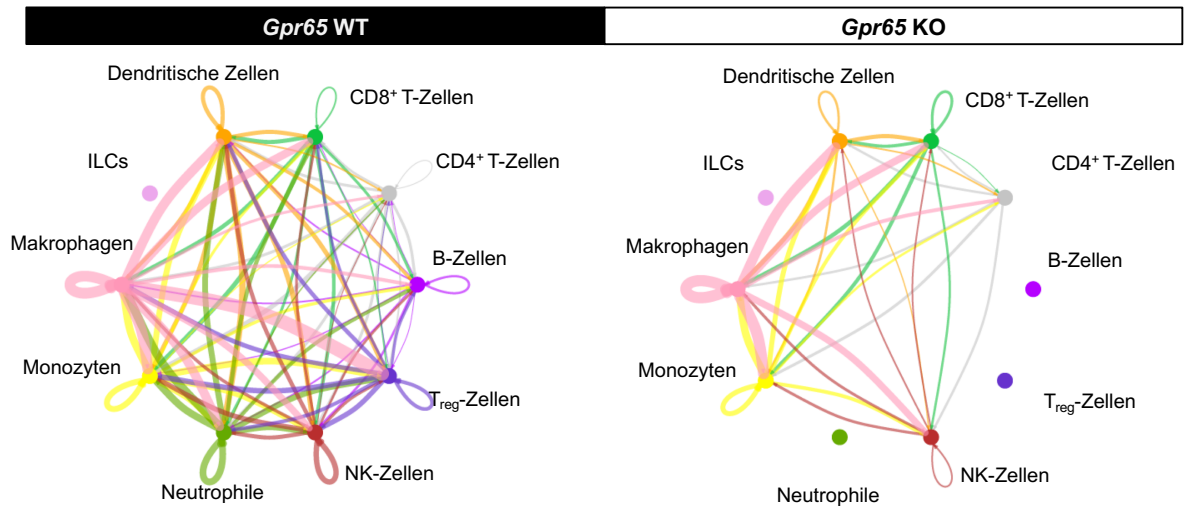 Gpr65 WT
Dendritische Zellen
CD8+ T-Zellen
ILCs
CD4+ T-Zellen
Makrophagen
B-Zellen
Monozyten
Treg-Zellen
NK-Zellen
Neutrophile
Gpr65 KO
Dendritische Zellen
CD8+ T-Zellen
ILCs
CD4+ T-Zellen
Makrophagen
B-Zellen
Monozyten
Treg-Zellen
NK-Zellen
Neutrophile